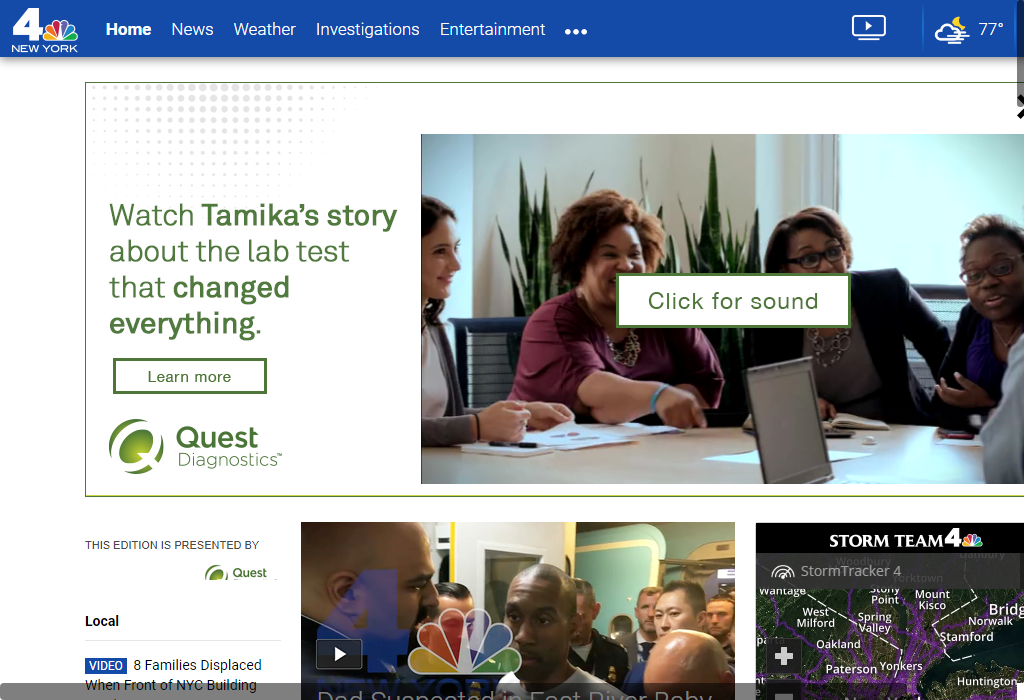 4
NEW YORK
Home
News
Weather
Investigations
Entertainment
77°
Watch Tamika's story
about the lab test
that changed
everything.
Learn more
Quest
Diagnostics™
Click for sound
THIS EDITION IS PRESENTED BY
Quest
Local
VIDEO 8 Families Displaced
When Front of NYC Building
Dad Suspected in East River Baby
STORM TEAM 4
StormTracker 4
Danbury
Woodbury
Yorktown
Wantage
Stony
Point
Mount
Kisco
West
Milford
Spring
Valley
Norwalk
Stamford
Oakland
Paterson
Yonkers
Huntington